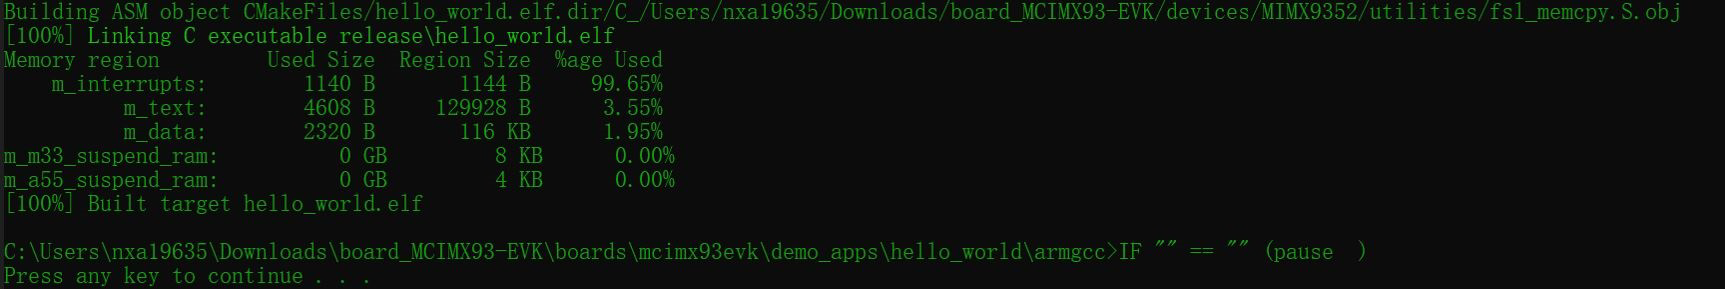 Building ASM object CMakeFiles/hello_world.elf.dir/C_/Users/nxa19635/Downloads/board_MCIMX93-EVK/devices/MIMX9352/utilities/fsl_memcpy.S.obj
[100%] Linking C executable release\hello_world.elf
Memory region         Used Size  Region Size  %age Used
    m_interrupts:        1140 B       1144 B     99.65%
          m_text:        4608 B     129928 B      3.55%
          m_data:        2320 B       116 KB      1.95%
m_m33_suspend_ram:          0 GB         8 KB      0.00%
m_a55_suspend_ram:          0 GB         4 KB      0.00%
[100%] Built target hello_world.elf

C:\Users\nxa19635\Downloads\board_MCIMX93-EVK\boards\mcimx93evk\demo_apps\hello_world\armgcc>IF "" == "" (pause  )
Press any key to continue . . .